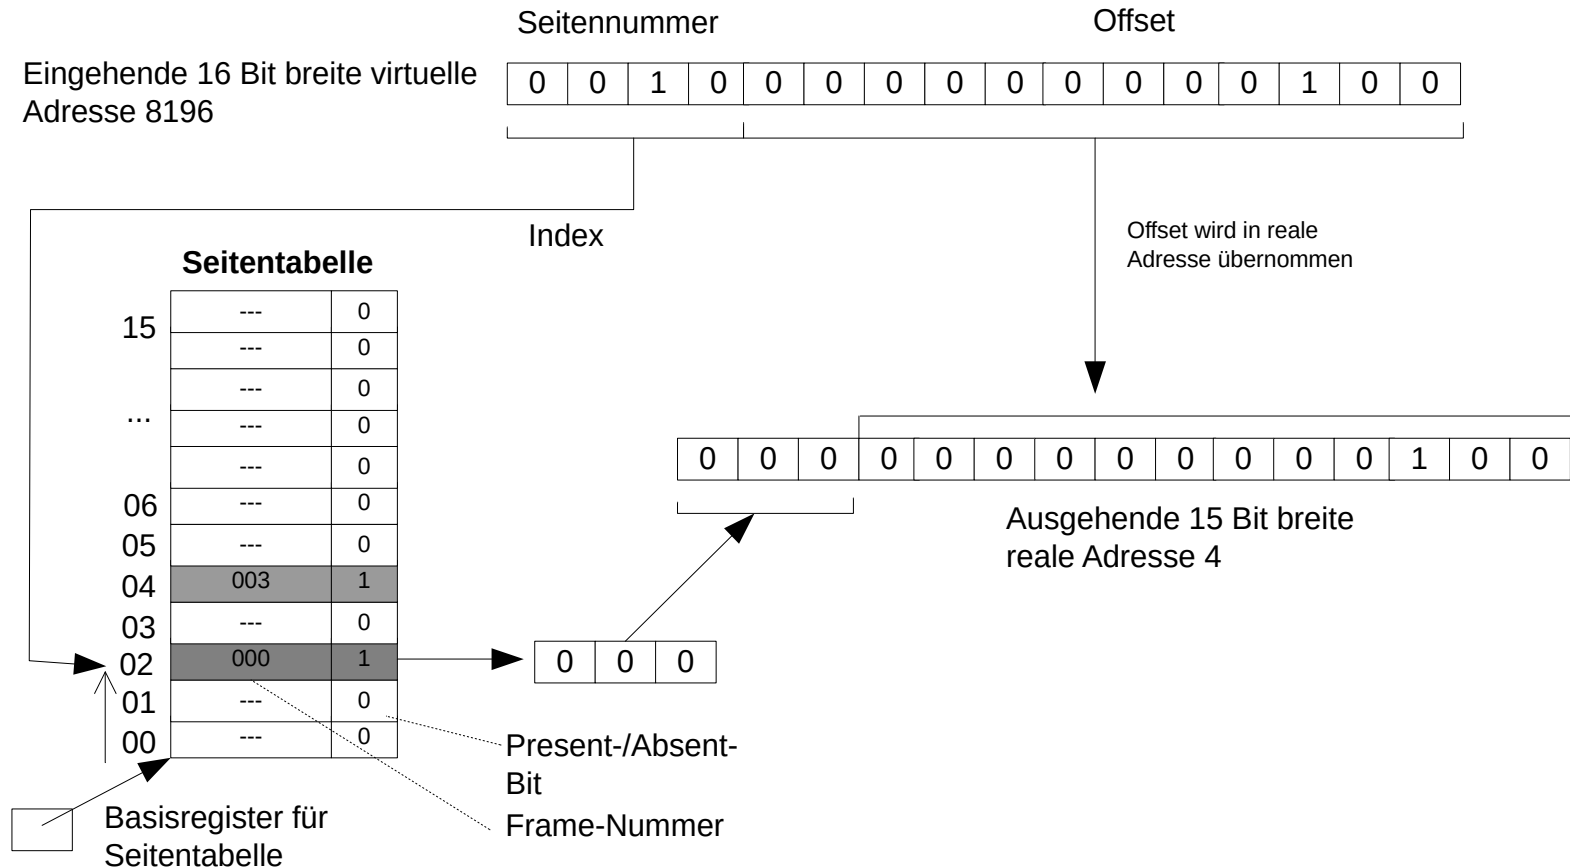 Seitennummer
Offset
Eingehende 16 Bit breite virtuelle
Adresse 8196
0 0 1 0 0 0 0 0 0 0 0 0 0 1 0 0
Index
Offset wird in reale
Adresse übernommen
Seitentabelle
15 --- 0
--- 0
--- 0
... --- 0
--- 0
06 --- 0
05 --- 0
04 003 1
03 --- 0
02 000 1
01 --- 0
00 --- 0
0 0 0 0 0 0 0 0 0 0 0 0 1 0 0
Ausgehende 15 Bit breite
reale Adresse 4
0 0 0
Present-/Absent-
Bit
Frame-Nummer
Basisregister für
Seitentabelle